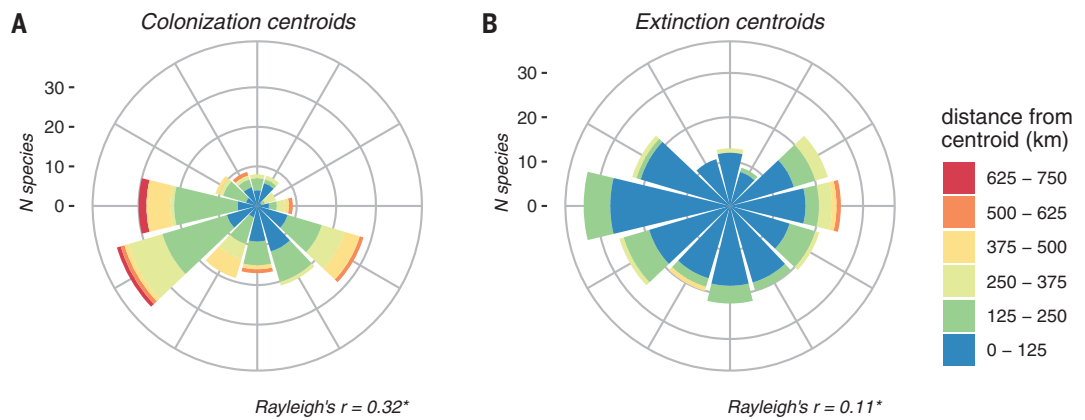 A
Colonization centroids
30
20
10
0
N species
Rayleigh's r = 0.32*
B
Extinction centroids
30
20
10
0
N species
Rayleigh's r = 0.11*
distance from
centroid (km)
625 – 750
500 – 625
375 – 500
250 – 375
125 – 250
0 – 125